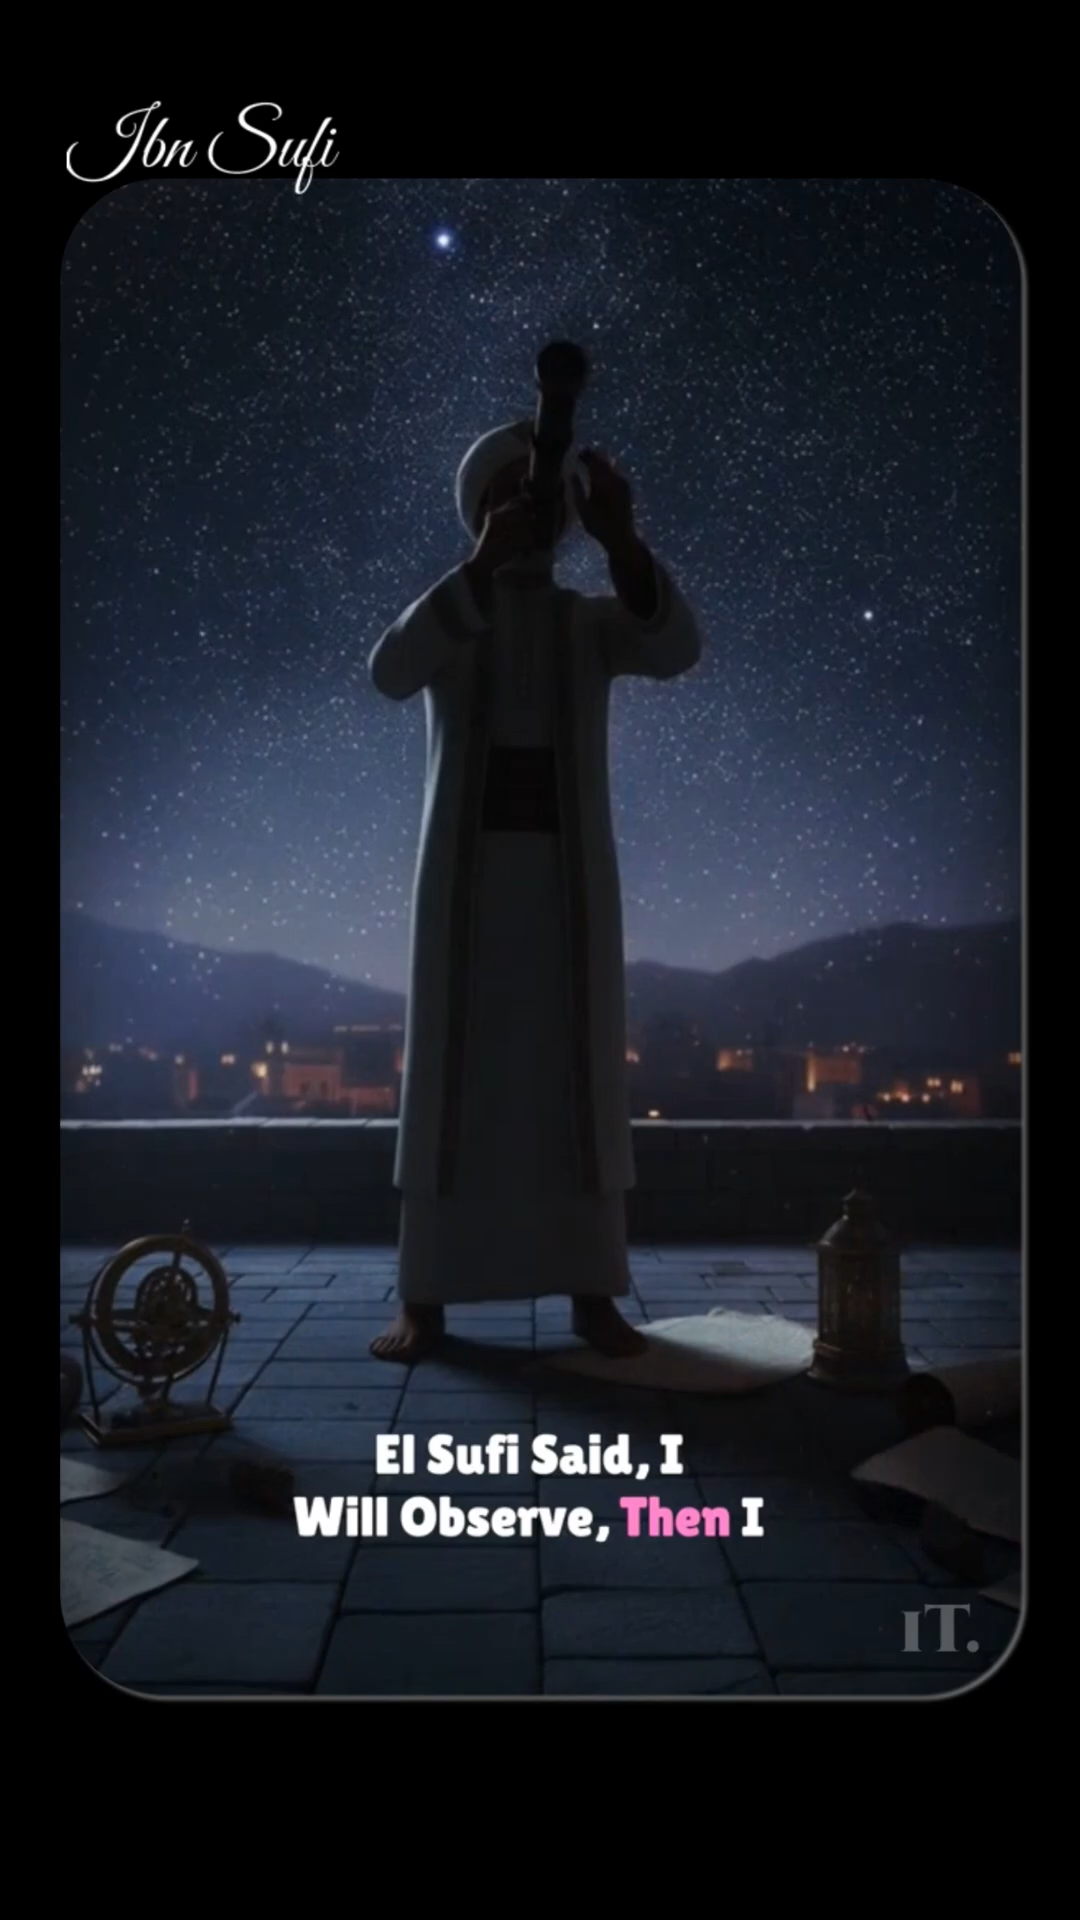 Ibn Sufi
El Sufi Said, I
Will Observe, Then I
IT.